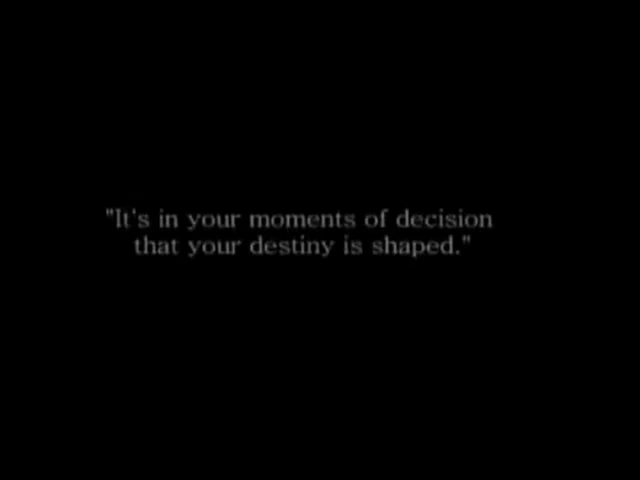 "It's in your moments of decision
that your destiny is shaped."